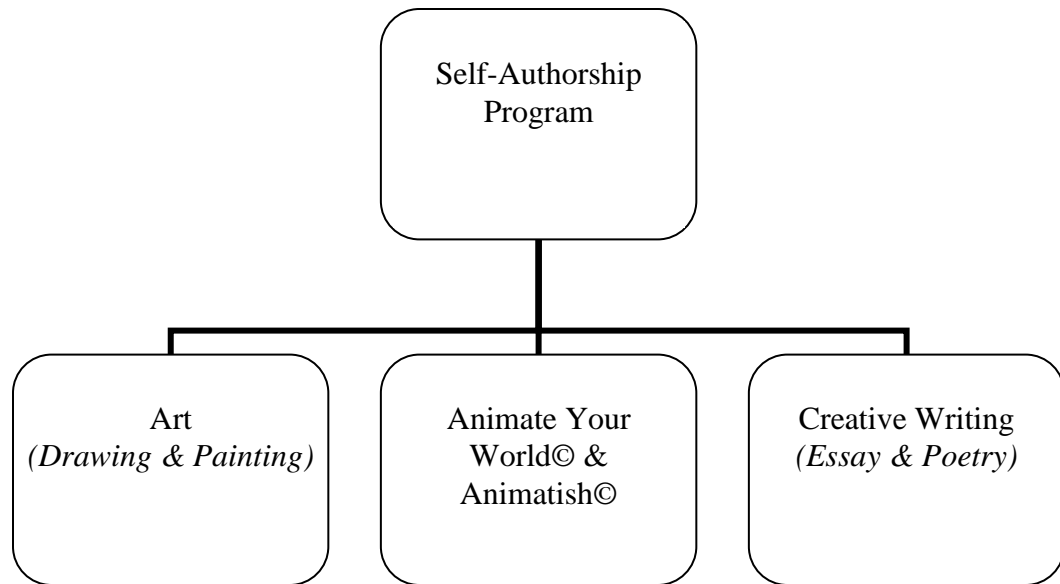 Self-Authorship
Program
Art
(Drawing & Painting)
Animate Your
World© &
Animatish©
Creative Writing
(Essay & Poetry)